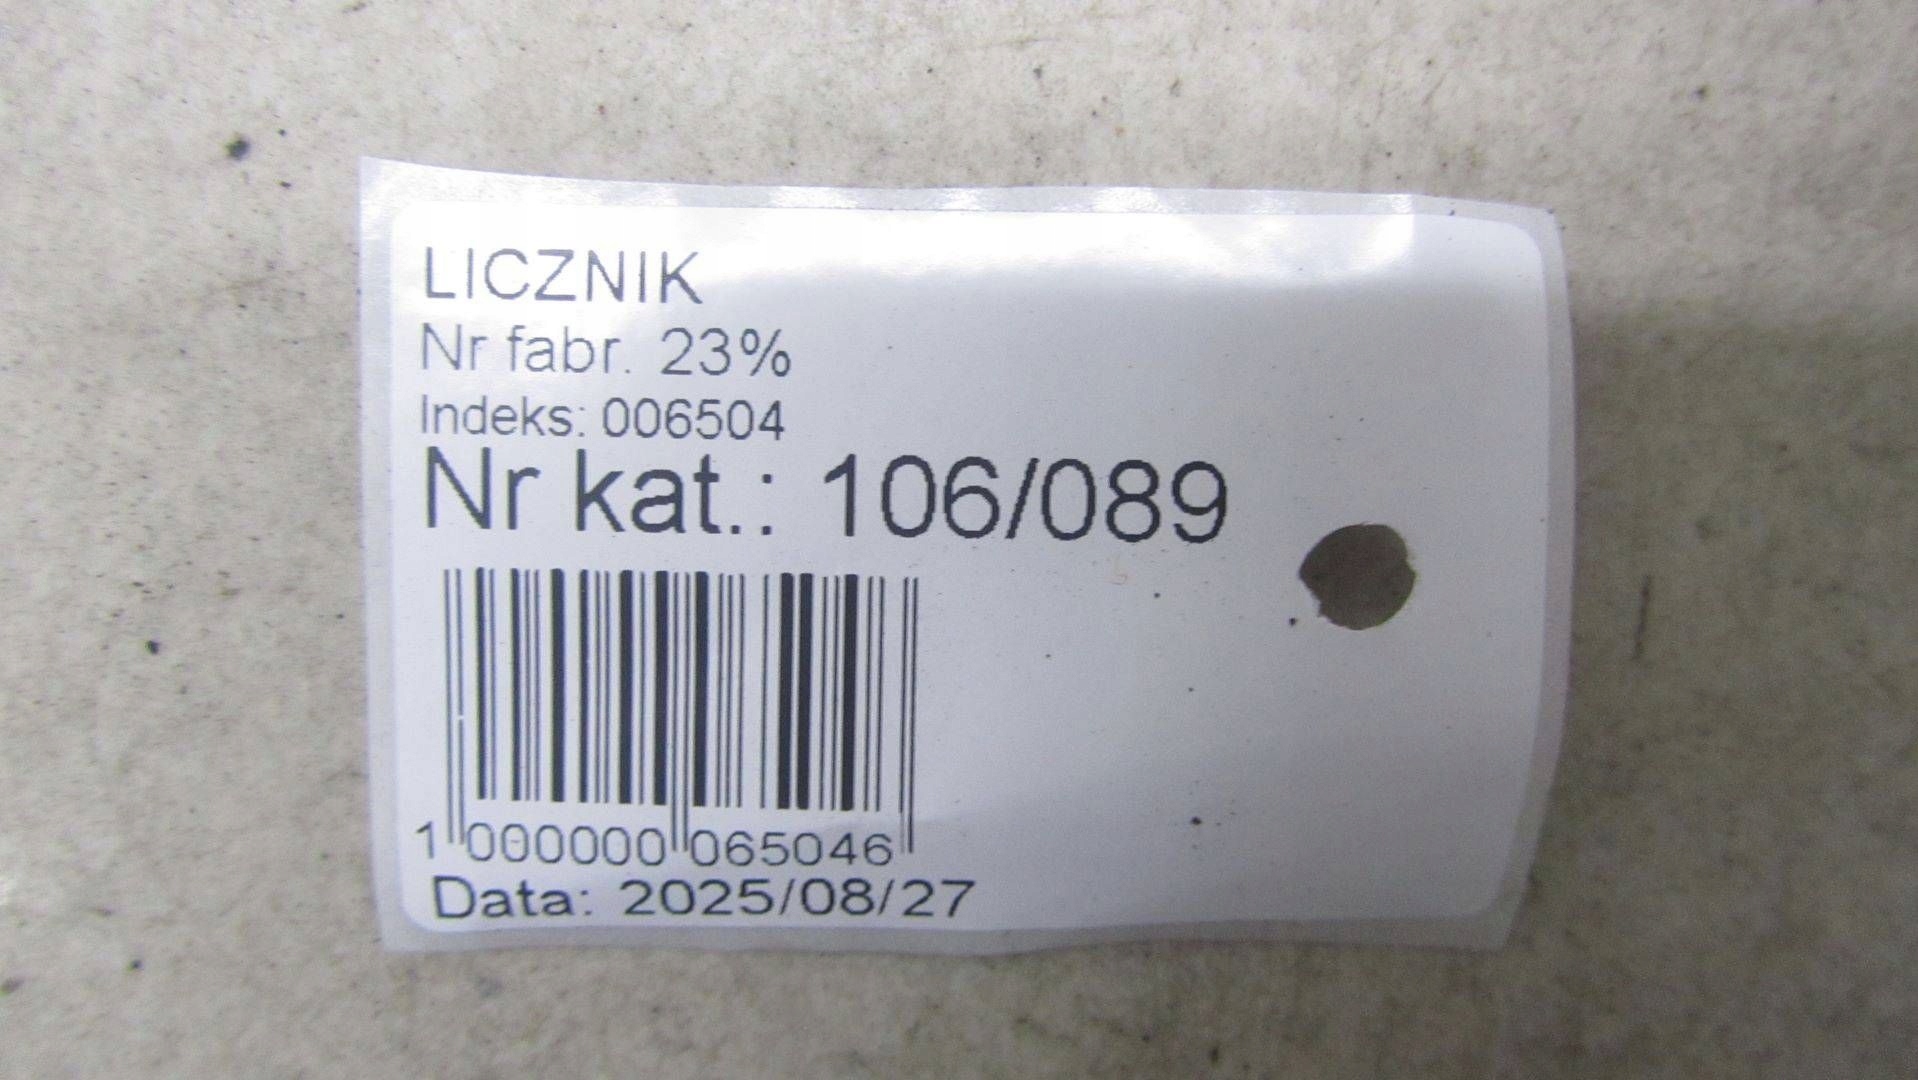 LICZNIK
Nr fabr. 23%
Indeks: 006504
Nr kat.: 106/089
1 000000 065046
Data: 2025/08/27